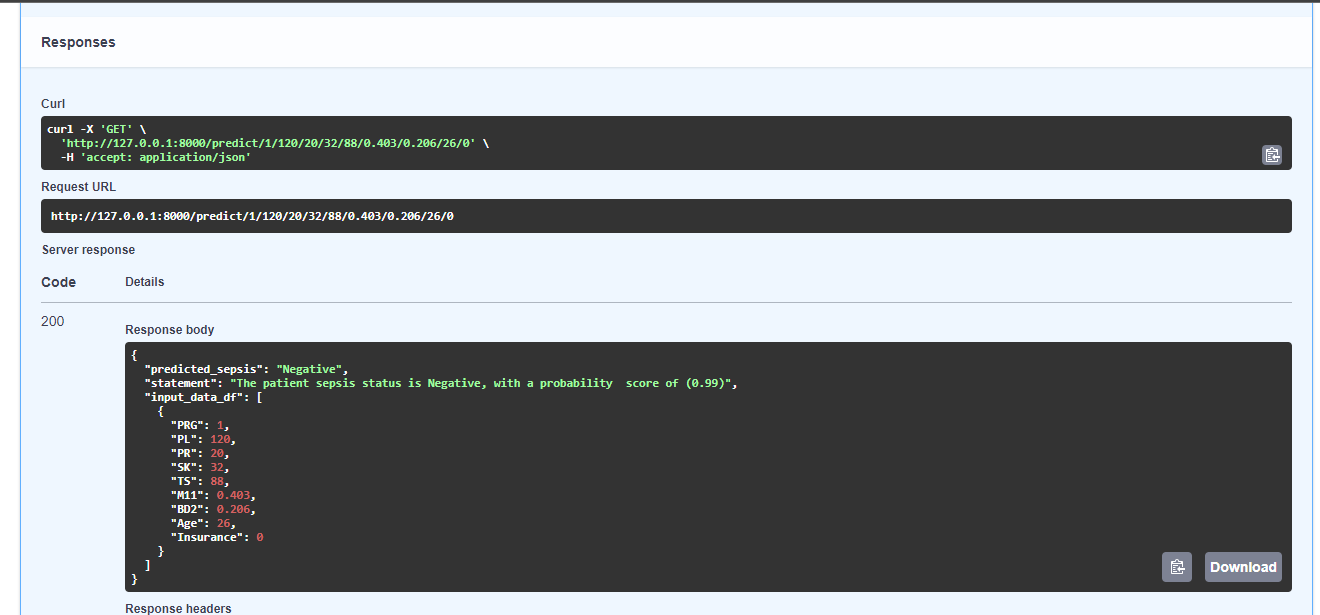 Responses
Curl
curl -X 'GET' \
  'http://127.0.0.1:8000/predict/1/120/20/32/88/0.403/0.206/26/0' \
  -H 'accept: application/json'
Request URL
http://127.0.0.1:8000/predict/1/120/20/32/88/0.403/0.206/26/0
Server response
Code Details
200
Response body
{
  "predicted_sepsis": "Negative",
  "statement": "The patient sepsis status is Negative, with a probability  score of (0.99)",
  "input_data_df": [
    {
      "PRG": 1,
      "PL": 120,
      "PR": 20,
      "SK": 32,
      "TS": 88,
      "M11": 0.403,
      "BD2": 0.206,
      "Age": 26,
      "Insurance": 0
    }
  ]
}
Download
Response headers